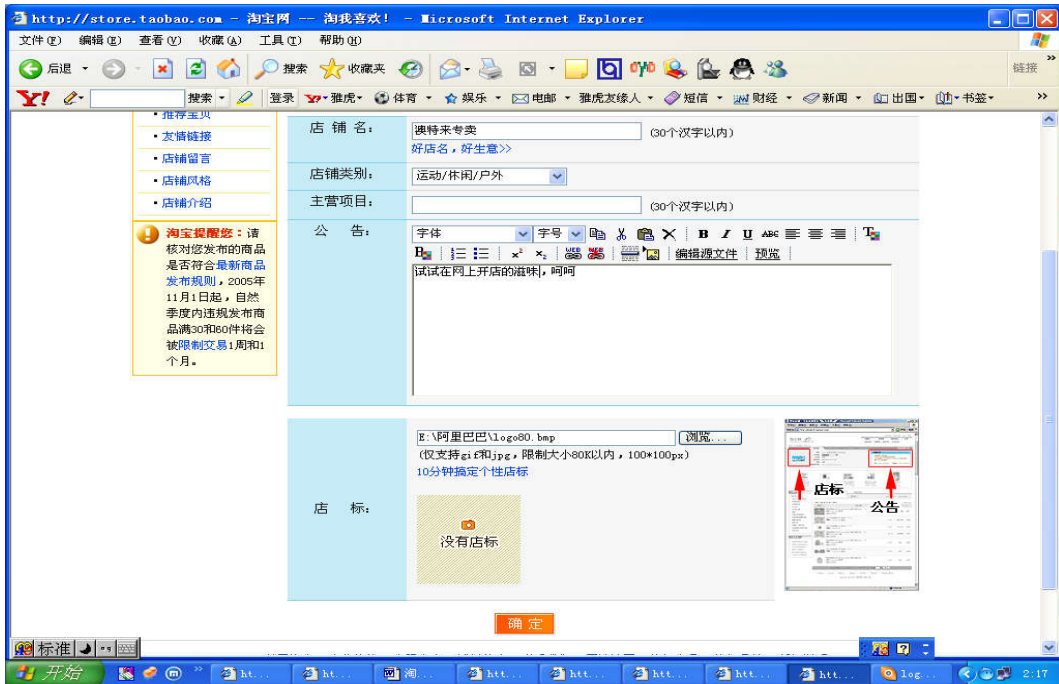 http://store.taobao.com - 淘宝网 -- 淘我喜欢! - Microsoft Internet Explorer
文件(F) 编辑(E) 查看(V) 收藏(A) 工具(T) 帮助(H)
后退 搜索 收藏夹 链接
Y! 搜索 登录 雅虎 体育 娱乐 电邮 雅虎友缘人 短信 财经 新闻 出国 书签
推荐宝贝
友情链接
店铺留言
店铺风格
店铺介绍
淘宝提醒您：请
核对您发布的商品
是否符合最新商品
发布规则，2005年
11月1日起，自然
季度内违规发布商
品满30和60件将会
被限制交易1周和1
个月。
店 铺 名： 澳特来专卖 (30个汉字以内)
好店名，好生意>>
店铺类别： 运动/休闲/户外
主营项目： (30个汉字以内)
公 告： 字体 字号 B I U ABC
编辑源文件 预览
试试在网上开店的滋味，呵呵
店 标： E:\阿里巴巴\logo80.bmp 浏览...
(仅支持gif和jpg，限制大小80K以内，100*100px)
10分钟搞定个性店标
没有店标
店标
公告
确 定
标准
开始 ht... ht... 淘... htt... htt... htt... htt... htt... log... 2:17